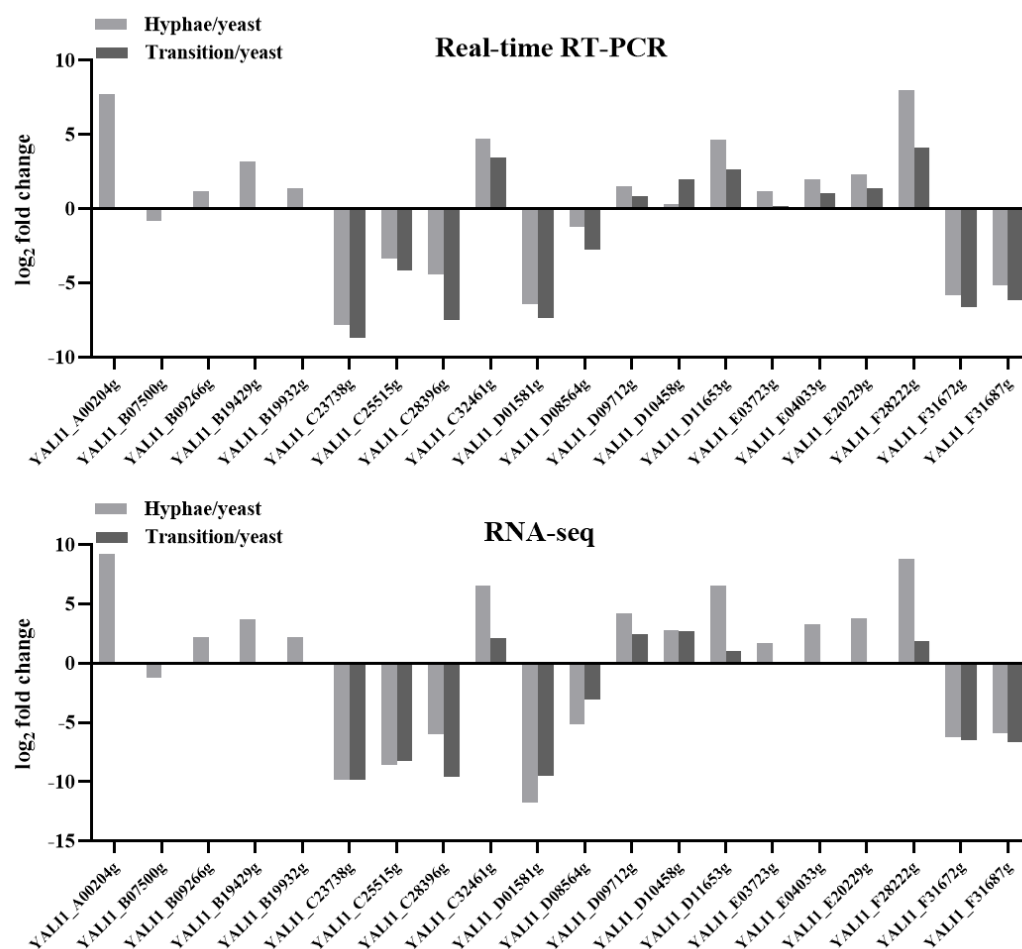 Hyphae/yeast
Transition/yeast
Real-time RT-PCR
log2 fold change
10
5
0
-5
-10
YALI1_A00204g
YALI1_B07500g
YALI1_B09266g
YALI1_B19429g
YALI1_B19932g
YALI1_C23738g
YALI1_C25515g
YALI1_C28396g
YALI1_C32461g
YALI1_D01581g
YALI1_D08564g
YALI1_D09712g
YALI1_D10458g
YALI1_D11653g
YALI1_E03723g
YALI1_E04033g
YALI1_E20229g
YALI1_F28222g
YALI1_F31672g
YALI1_F31687g
Hyphae/yeast
Transition/yeast
RNA-seq
log2 fold change
10
5
0
-5
-10
-15
YALI1_A00204g
YALI1_B07500g
YALI1_B09266g
YALI1_B19429g
YALI1_B19932g
YALI1_C23738g
YALI1_C25515g
YALI1_C28396g
YALI1_C32461g
YALI1_D01581g
YALI1_D08564g
YALI1_D09712g
YALI1_D10458g
YALI1_D11653g
YALI1_E03723g
YALI1_E04033g
YALI1_E20229g
YALI1_F28222g
YALI1_F31672g
YALI1_F31687g